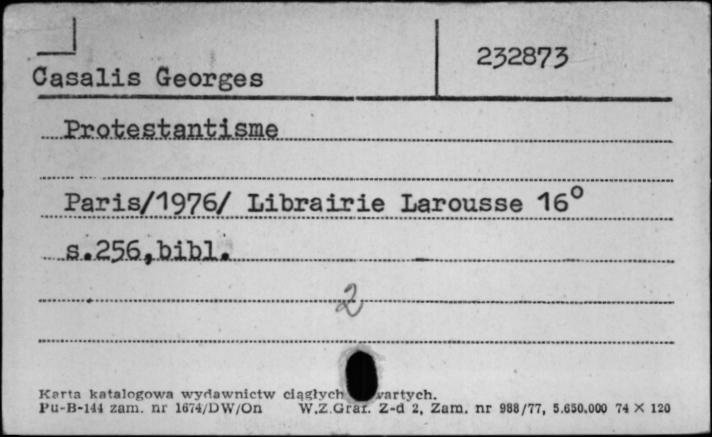 232873
Casalis Georges
Protestantisme
Paris/1976/ Librairie Larousse 16°
s.256,bibl.
2
Karta katalogowa wydawnictw ciągłych wartych.
Pu-B-144 zam. nr 1674/DW/On W.Z.Graf. Z-d 2, Zam. nr 988/77, 5.650.000 74 × 120